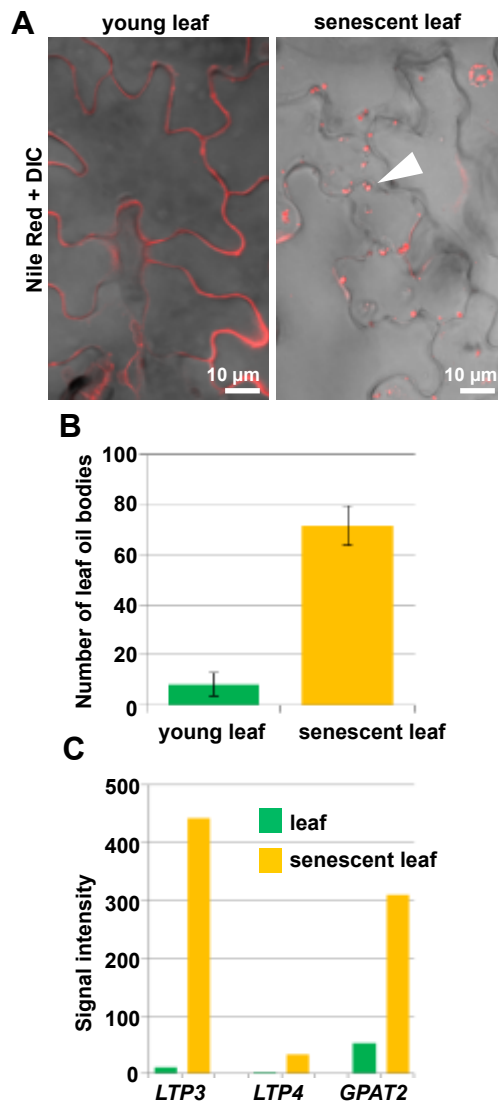 A
young leaf
senescent leaf
Nile Red + DIC
10 µm
10 µm
B
Number of leaf oil bodies
100
80
60
40
20
0
young leaf
senescent leaf
C
Signal intensity
500
400
300
200
100
0
leaf
senescent leaf
LTP3
LTP4
GPAT2